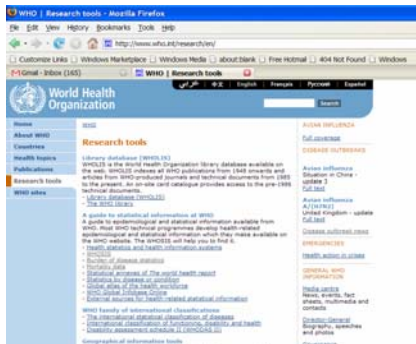 WHO | Research tools - Mozilla Firefox
File Edit View History Bookmarks Tools Help
http://www.who.int/research/en/
Customize Links Windows Marketplace Windows Media about:blank Free Hotmail 404 Not Found Windows
Gmail - Inbox (165) WHO | Research tools
عربي 中文 English Français Русский Español
World Health
Organization
Search
Home
About WHO
Countries
Health topics
Publications
Research tools
WHO sites
WHO
Research tools
Library database (WHOLIS)
WHOLIS is the World Health Organization library database available on
the web. WHOLIS indexes all WHO publications from 1948 onwards and
articles from WHO-produced journals and technical documents from 1985
to the present. An on-site card catalogue provides access to the pre-1986
technical documents.
- Library database (WHOLIS)
- The WHO library
A guide to statistical information at WHO
A guide to epidemiological and statistical information available from
WHO. Most WHO technical programmes develop health-related
epidemiological and statistical information which they make available on
the WHO website. The WHOSIS will help you to find it.
- Health statistics and health information systems
- WHOSIS
- Burden of disease statistics
- Mortality data
- Statistical annexes of The world health report
- Statistics by disease or condition
- Global atlas of the health workforce
- WHO Global InfoBase Online
- External sources for health related statistical information
WHO family of international classifications
- The international statistical classification of diseases
- International classification of functioning, disability and health
- Disability assessment schedule II (WHODAS II)
Geographical information tools
AVIAN INFLUENZA
Full coverage
DISEASE OUTBREAKS
Avian influenza
Situation in China -
update 3
Full text
Avian influenza
A/(H7N2)
United Kingdom - update
Full text
Disease outbreak news
EMERGENCIES
Health action in crises
GENERAL WHO
INFORMATION
Media centre
News, events, fact
sheets, multimedia and
contacts
Director-General
Biography, speeches
and photos